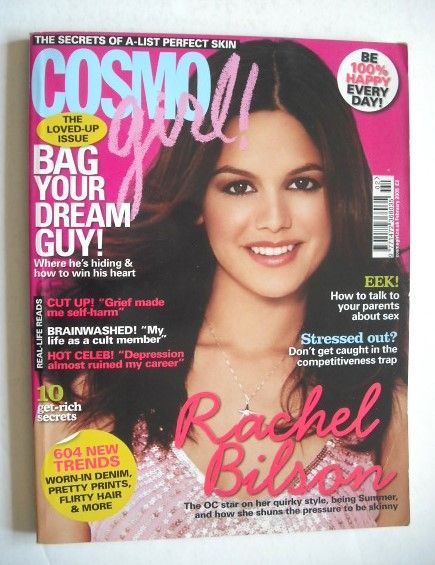 THE SECRETS OF A-LIST PERFECT SKIN
COSMO
girl!
BE
100%
HAPPY
EVERY
DAY!
THE
LOVED-UP
ISSUE
BAG
YOUR
DREAM
GUY!
Where he's hiding &
how to win his heart
REAL-LIFE READS
CUT UP! "Grief made
me self-harm"
BRAINWASHED! "My
life as a cult member"
HOT CELEB! "Depression
almost ruined my career"
10
get-rich
secrets
604 NEW
TRENDS
WORN-IN DENIM,
PRETTY PRINTS,
FLIRTY HAIR
& MORE
02
EEK!
How to talk to
your parents
about sex
Stressed out?
Don't get caught in the
competitiveness trap
Rachel
Bilson
The OC star on her quirky style, being Summer,
and how she shuns the pressure to be skinny